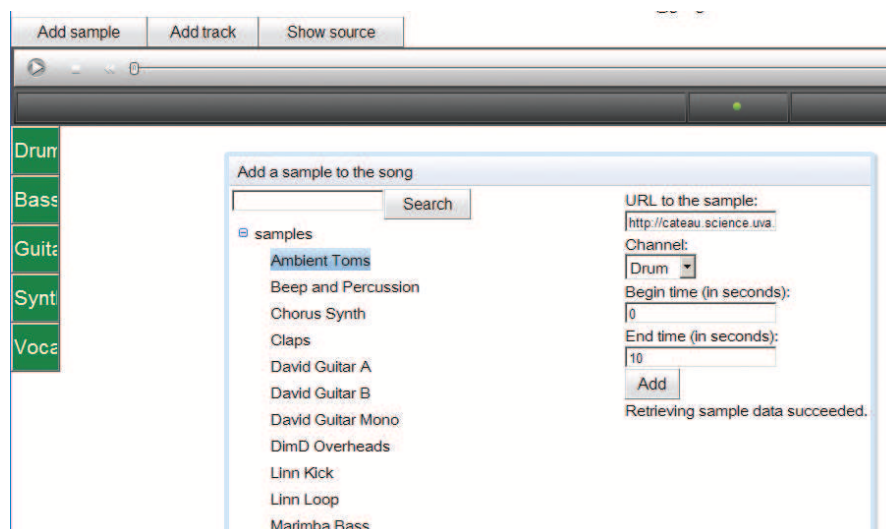 Add sample Add track Show source
Drum
Bass
Guita
Synt
Voca
Add a sample to the song
Search
samples
Ambient Toms
Beep and Percussion
Chorus Synth
Claps
David Guitar A
David Guitar B
David Guitar Mono
DimD Overheads
Linn Kick
Linn Loop
Marimba Bass
URL to the sample:
http://cateau.science.uva
Channel:
Drum
Begin time (in seconds):
0
End time (in seconds):
10
Add
Retrieving sample data succeeded.